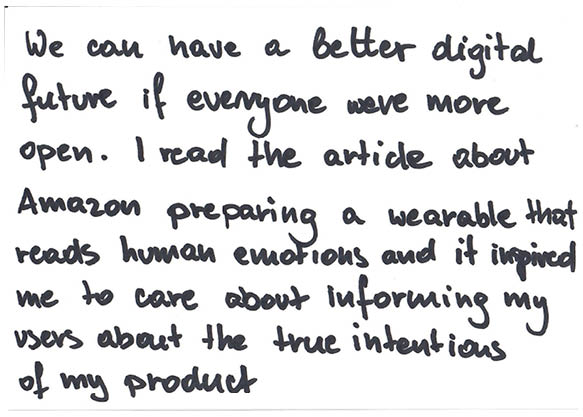 We can have a better digital
future if everyone were more
open. I read the article about
Amazon preparing a wearable that
reads human emotions and it inspired
me to care about informing my
users about the true intentions
of my product